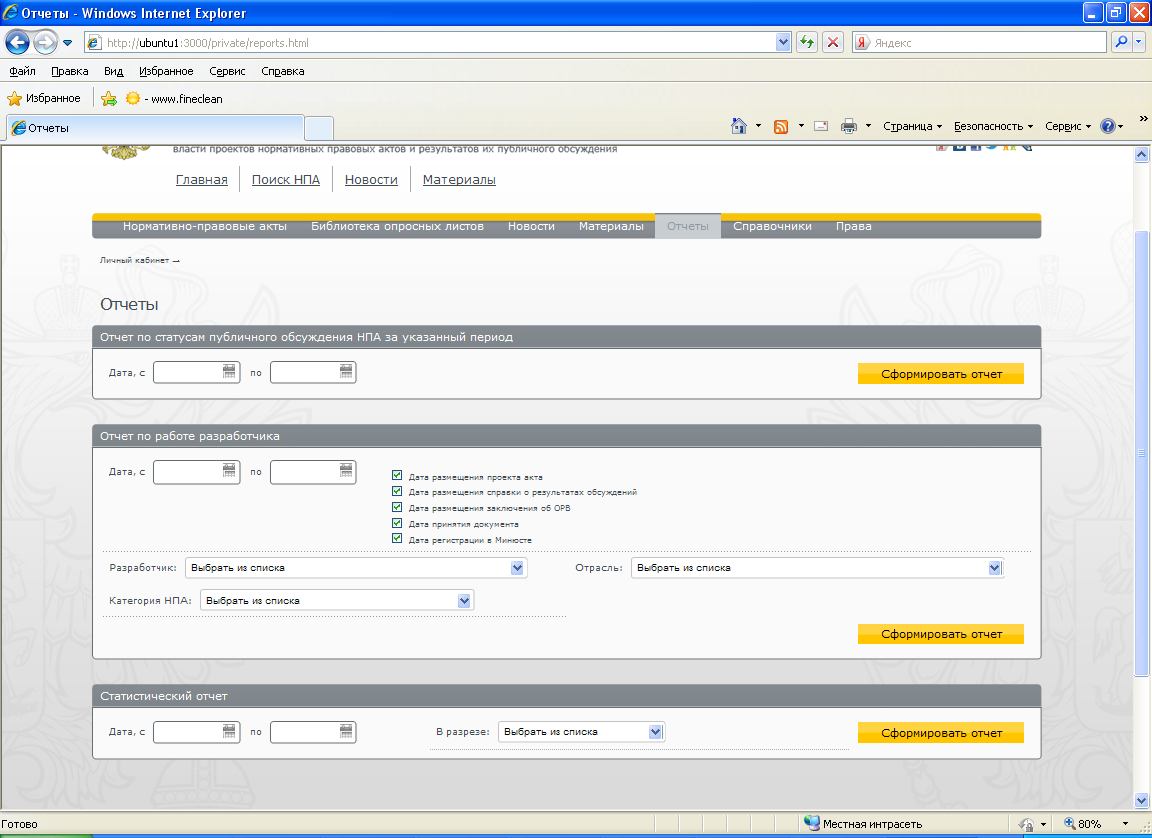 Отчеты - Windows Internet Explorer
http://ubuntu1:3000/private/reports.html
Яндекс
Файл Правка Вид Избранное Сервис Справка
Избранное - www.fineclean
Отчеты
Страница Безопасность Сервис
власти проектов нормативных правовых актов и результатов их публичного обсуждения
Главная Поиск НПА Новости Материалы
Нормативно-правовые акты Библиотека опросных листов Новости Материалы Отчеты Справочники Права
Личный кабинет →
Отчеты
Отчет по статусам публичного обсуждения НПА за указанный период
Дата, с по Сформировать отчет
Отчет по работе разработчика
Дата, с по
Дата размещения проекта акта
Дата размещения справки о результатах обсуждений
Дата размещения заключения об ОРВ
Дата принятия документа
Дата регистрации в Минюсте
Разработчик: Выбрать из списка Отрасль: Выбрать из списка
Категория НПА: Выбрать из списка
Сформировать отчет
Статистический отчет
Дата, с по В разрезе: Выбрать из списка Сформировать отчет
Готово Местная интрасеть 80%